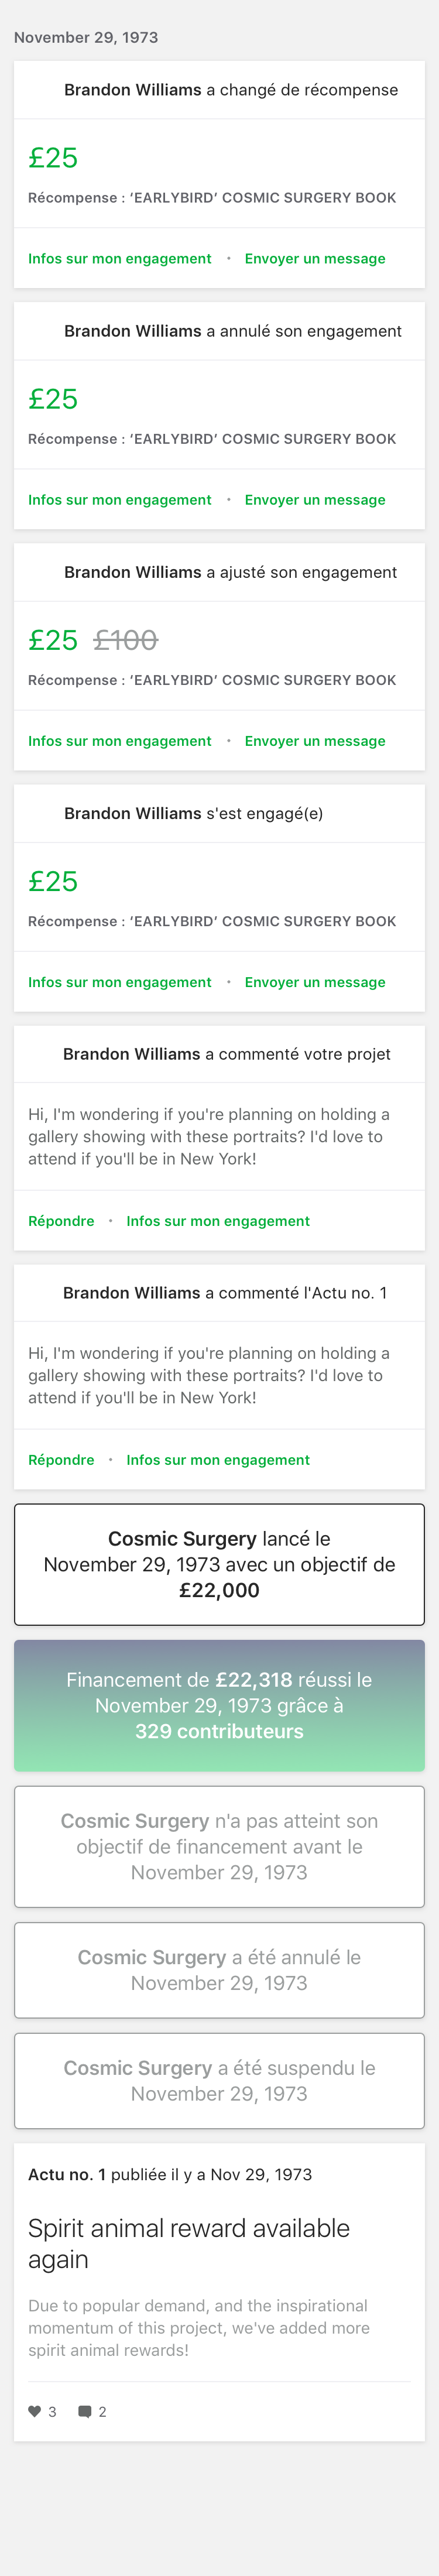 November 29, 1973
Brandon Williams a changé de récompense
£25
Récompense : ‘EARLYBIRD’ COSMIC SURGERY BOOK
Infos sur mon engagement • Envoyer un message
Brandon Williams a annulé son engagement
£25
Récompense : ‘EARLYBIRD’ COSMIC SURGERY BOOK
Infos sur mon engagement • Envoyer un message
Brandon Williams a ajusté son engagement
£25 £100
Récompense : ‘EARLYBIRD’ COSMIC SURGERY BOOK
Infos sur mon engagement • Envoyer un message
Brandon Williams s'est engagé(e)
£25
Récompense : ‘EARLYBIRD’ COSMIC SURGERY BOOK
Infos sur mon engagement • Envoyer un message
Brandon Williams a commenté votre projet
Hi, I'm wondering if you're planning on holding a
gallery showing with these portraits? I'd love to
attend if you'll be in New York!
Répondre • Infos sur mon engagement
Brandon Williams a commenté l'Actu no. 1
Hi, I'm wondering if you're planning on holding a
gallery showing with these portraits? I'd love to
attend if you'll be in New York!
Répondre • Infos sur mon engagement
Cosmic Surgery lancé le
November 29, 1973 avec un objectif de
£22,000
Financement de £22,318 réussi le
November 29, 1973 grâce à
329 contributeurs
Cosmic Surgery n'a pas atteint son
objectif de financement avant le
November 29, 1973
Cosmic Surgery a été annulé le
November 29, 1973
Cosmic Surgery a été suspendu le
November 29, 1973
Actu no. 1 publiée il y a Nov 29, 1973
Spirit animal reward available
again
Due to popular demand, and the inspirational
momentum of this project, we've added more
spirit animal rewards!
3 2